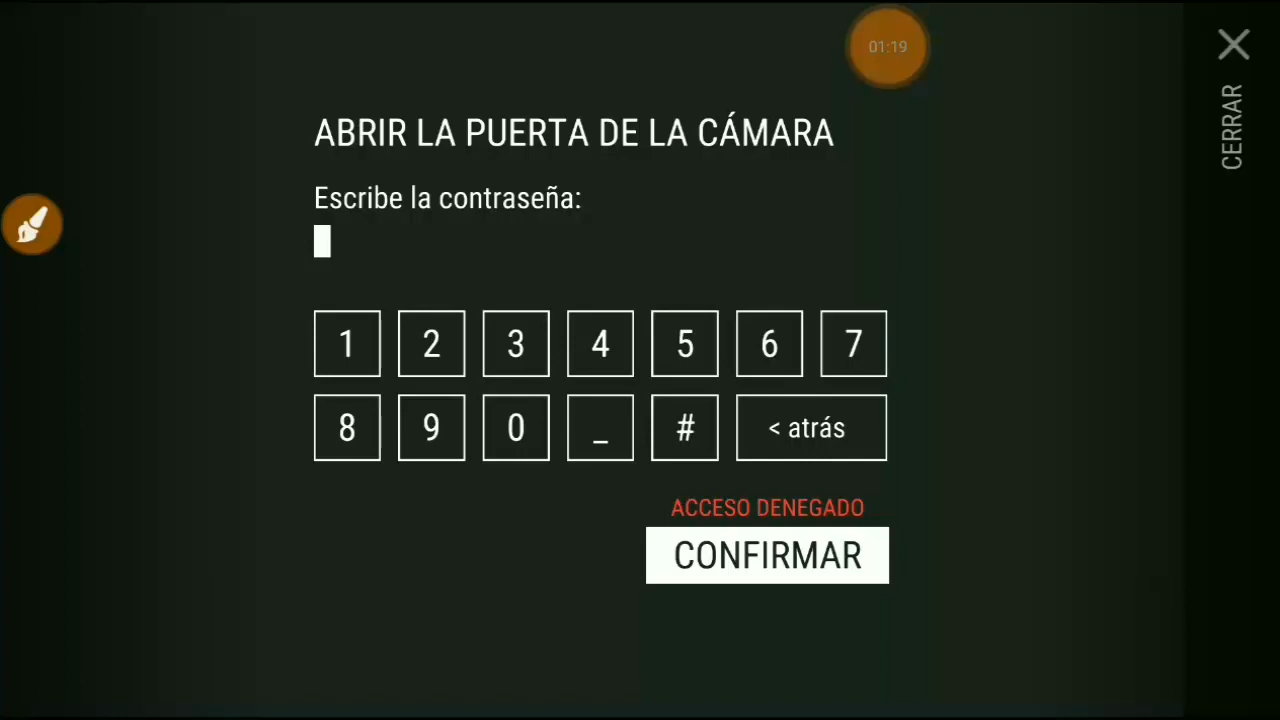 01:19
CERRAR
ABRIR LA PUERTA DE LA CÁMARA
Escribe la contraseña:
1 2 3 4 5 6 7
8 9 0 _ # < atrás
ACCESO DENEGADO
CONFIRMAR